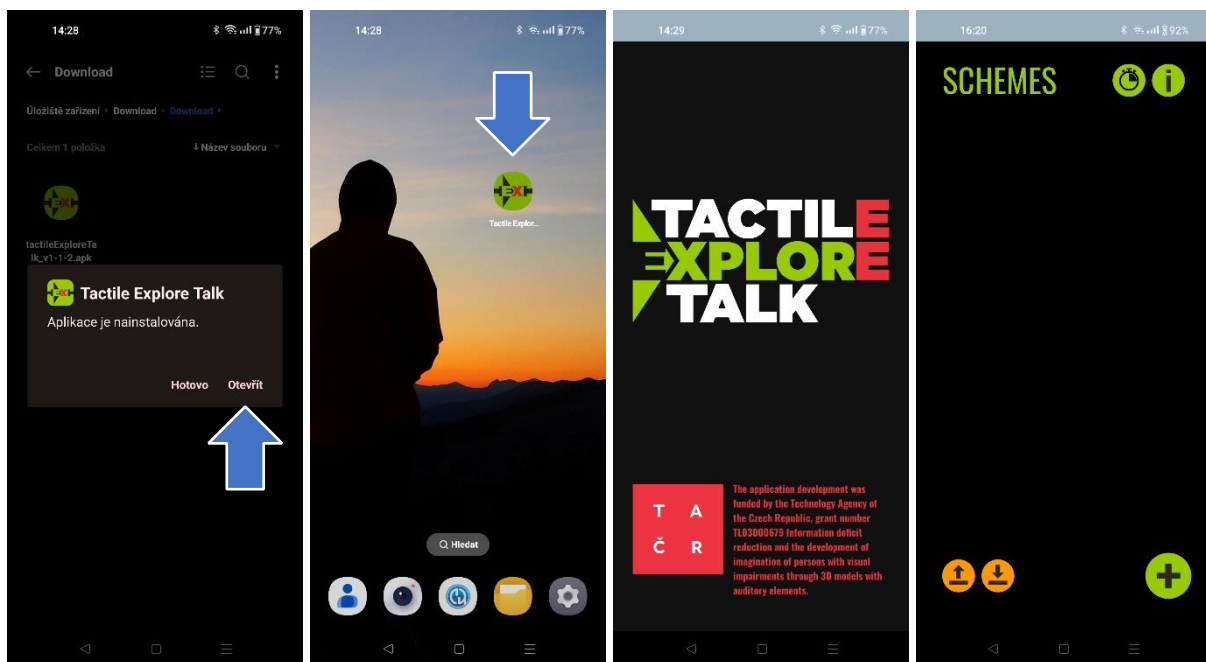 14:28
77%
Download
Úložiště zařízení
Download
Download
Celkem 1 položka
Název souboru
EX
tactileExploreTa
lk_v1-1-2.apk
EX
Tactile Explore Talk
Aplikace je nainstalována.
Hotovo
Otevřít
14:28
77%
EX
Tactile Explor...
Hledat
14:29
77%
TACTILE
EXPLORE
TALK
T A
Č R
The application development was
funded by the Technology Agency of
the Czech Republic, grant number
TL03000679 Information deficit
reduction and the development of
imagination of persons with visual
impairments through 3D models with
auditory elements.
16:20
92%
SCHEMES
i